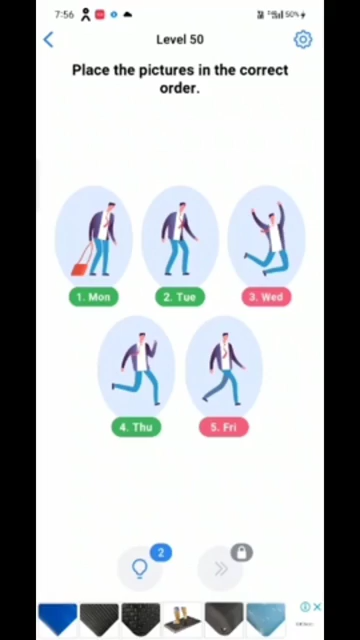 7:56
50%
Level 50
Place the pictures in the correct
order.
1. Mon
2. Tue
3. Wed
4. Thu
5. Fri
2